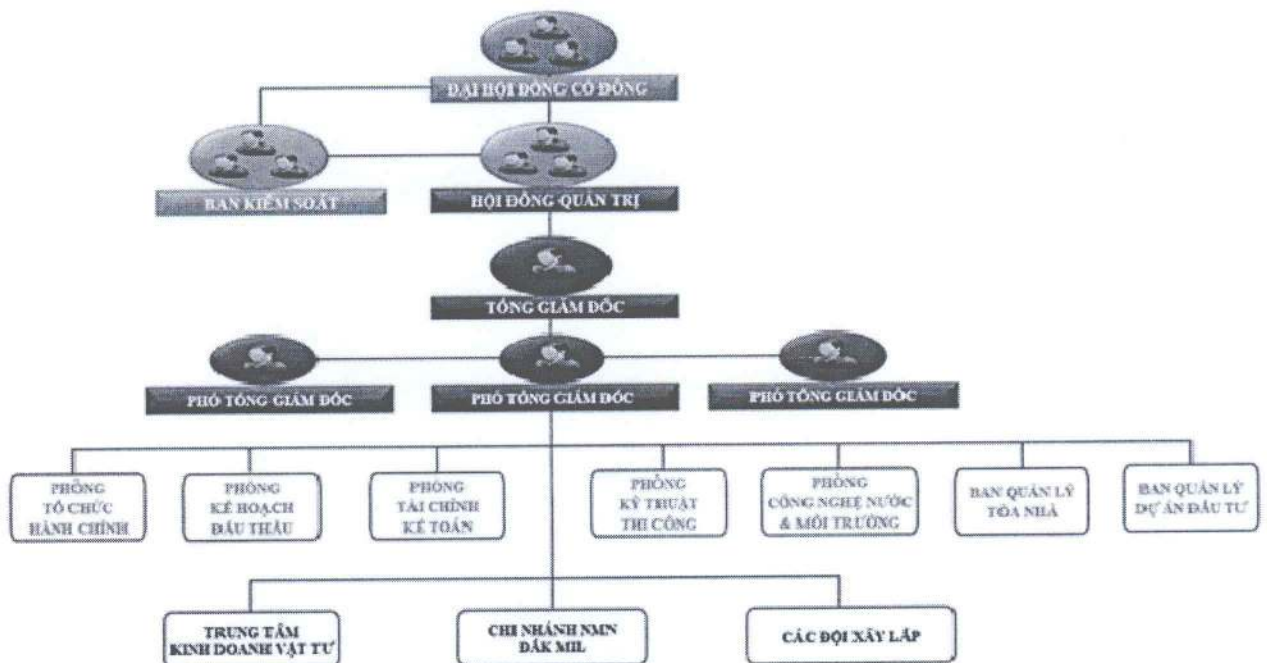 ĐẠI HỘI ĐỒNG CỔ ĐÔNG
BAN KIỂM SOÁT
HỘI ĐỒNG QUẢN TRỊ
TỔNG GIÁM ĐỐC
PHÓ TỔNG GIÁM ĐỐC
PHÓ TỔNG GIÁM ĐỐC
PHÓ TỔNG GIÁM ĐỐC
PHÒNG
TỔ CHỨC
HÀNH CHÍNH
PHÒNG
KẾ HOẠCH
ĐẤU THẦU
PHÒNG
TÀI CHÍNH
KẾ TOÁN
PHÒNG
KỸ THUẬT
THI CÔNG
PHÒNG
CÔNG NGHỆ NƯỚC
& MÔI TRƯỜNG
BAN QUẢN LÝ
TÒA NHÀ
BAN QUẢN LÝ
DỰ ÁN ĐẦU TƯ
TRUNG TÂM
KINH DOANH VẬT TƯ
CHI NHÁNH NMN
ĐẮK MIL
CÁC ĐỘI XÂY LẮP